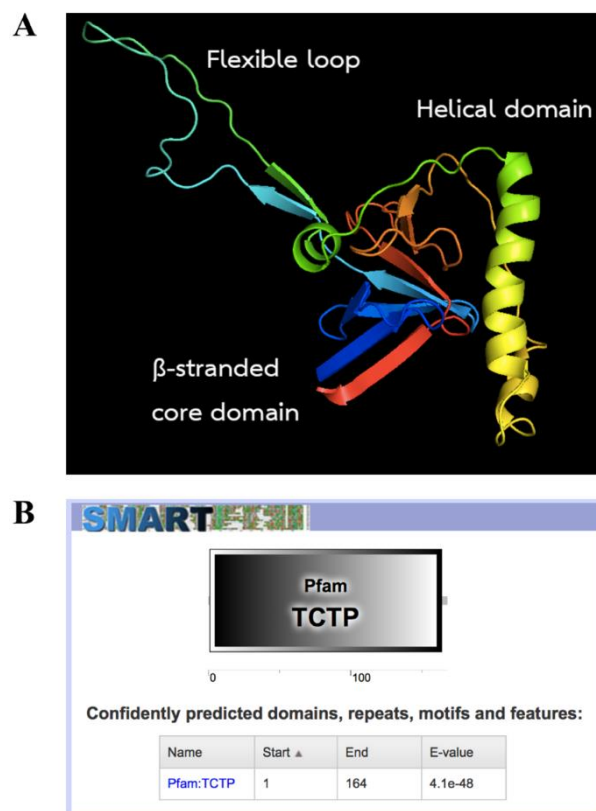 A
Flexible loop
Helical domain
β-stranded
core domain
B
SMART
Pfam
TCTP
0 100
Confidently predicted domains, repeats, motifs and features:
Name Start ▲ End E-value
Pfam:TCTP 1 164 4.1e-48